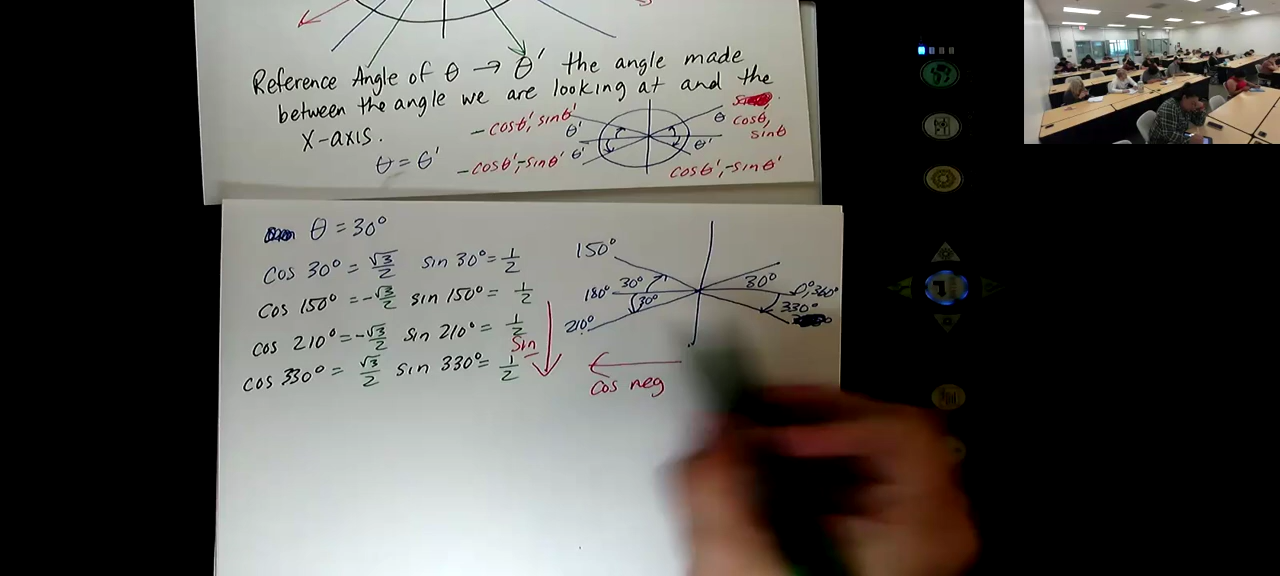 Reference Angle of θ → θ' the angle made
between the angle we are looking at and the
x-axis.
θ = θ'
-cosθ', sinθ'
θ'
θ
cosθ,
sinθ
-cosθ', -sinθ'
θ'
θ'
cosθ', -sinθ'
θ = 30°
cos 30° = √3/2 sin 30° = 1/2
cos 150° = -√3/2 sin 150° = 1/2
cos 210° = -√3/2 sin 210° = 1/2
cos 330° = √3/2 sin 330° = 1/2
Sin
150°
30°
30°
180°
30°
0°, 360°
330°
210°
cos neg